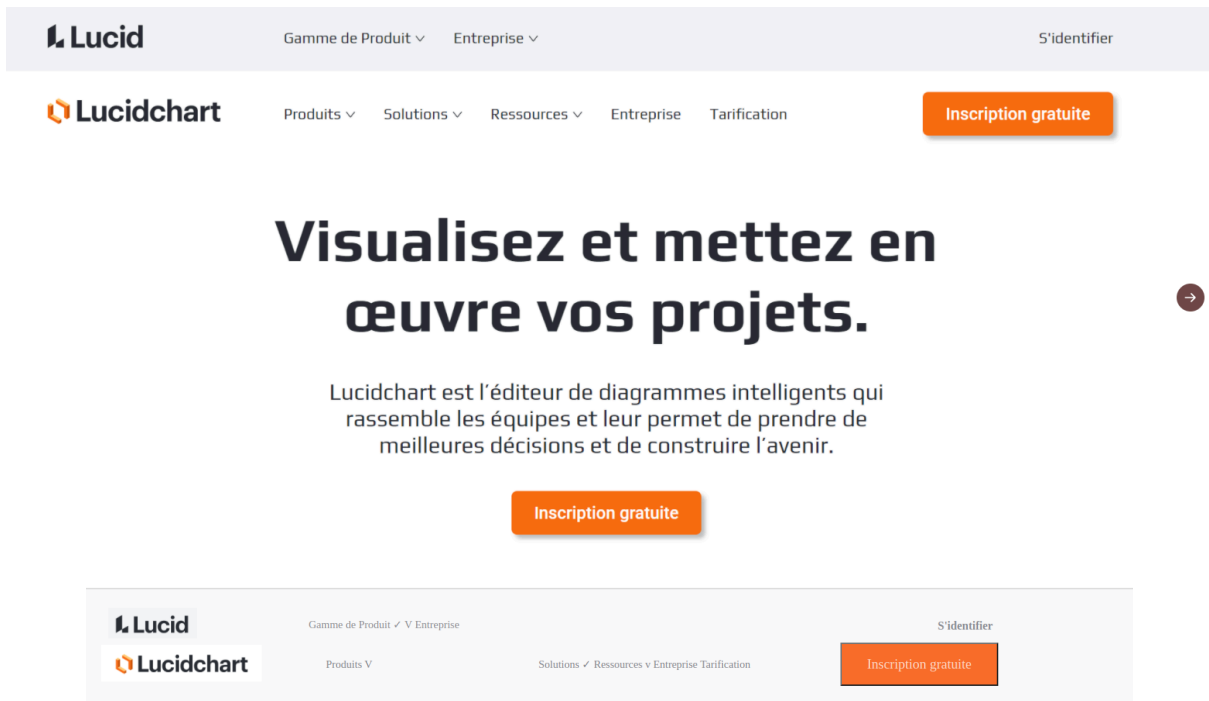 Lucid
Gamme de Produit Entreprise
S'identifier
Lucidchart
Produits Solutions Ressources Entreprise Tarification
Inscription gratuite
Visualisez et mettez en
œuvre vos projets.
Lucidchart est l’éditeur de diagrammes intelligents qui
rassemble les équipes et leur permet de prendre de
meilleures décisions et de construire l’avenir.
Inscription gratuite
Lucid
Gamme de Produit ✓ V Entreprise
S'identifier
Lucidchart
Produits V
Solutions ✓ Ressources v Entreprise Tarification
Inscription gratuite